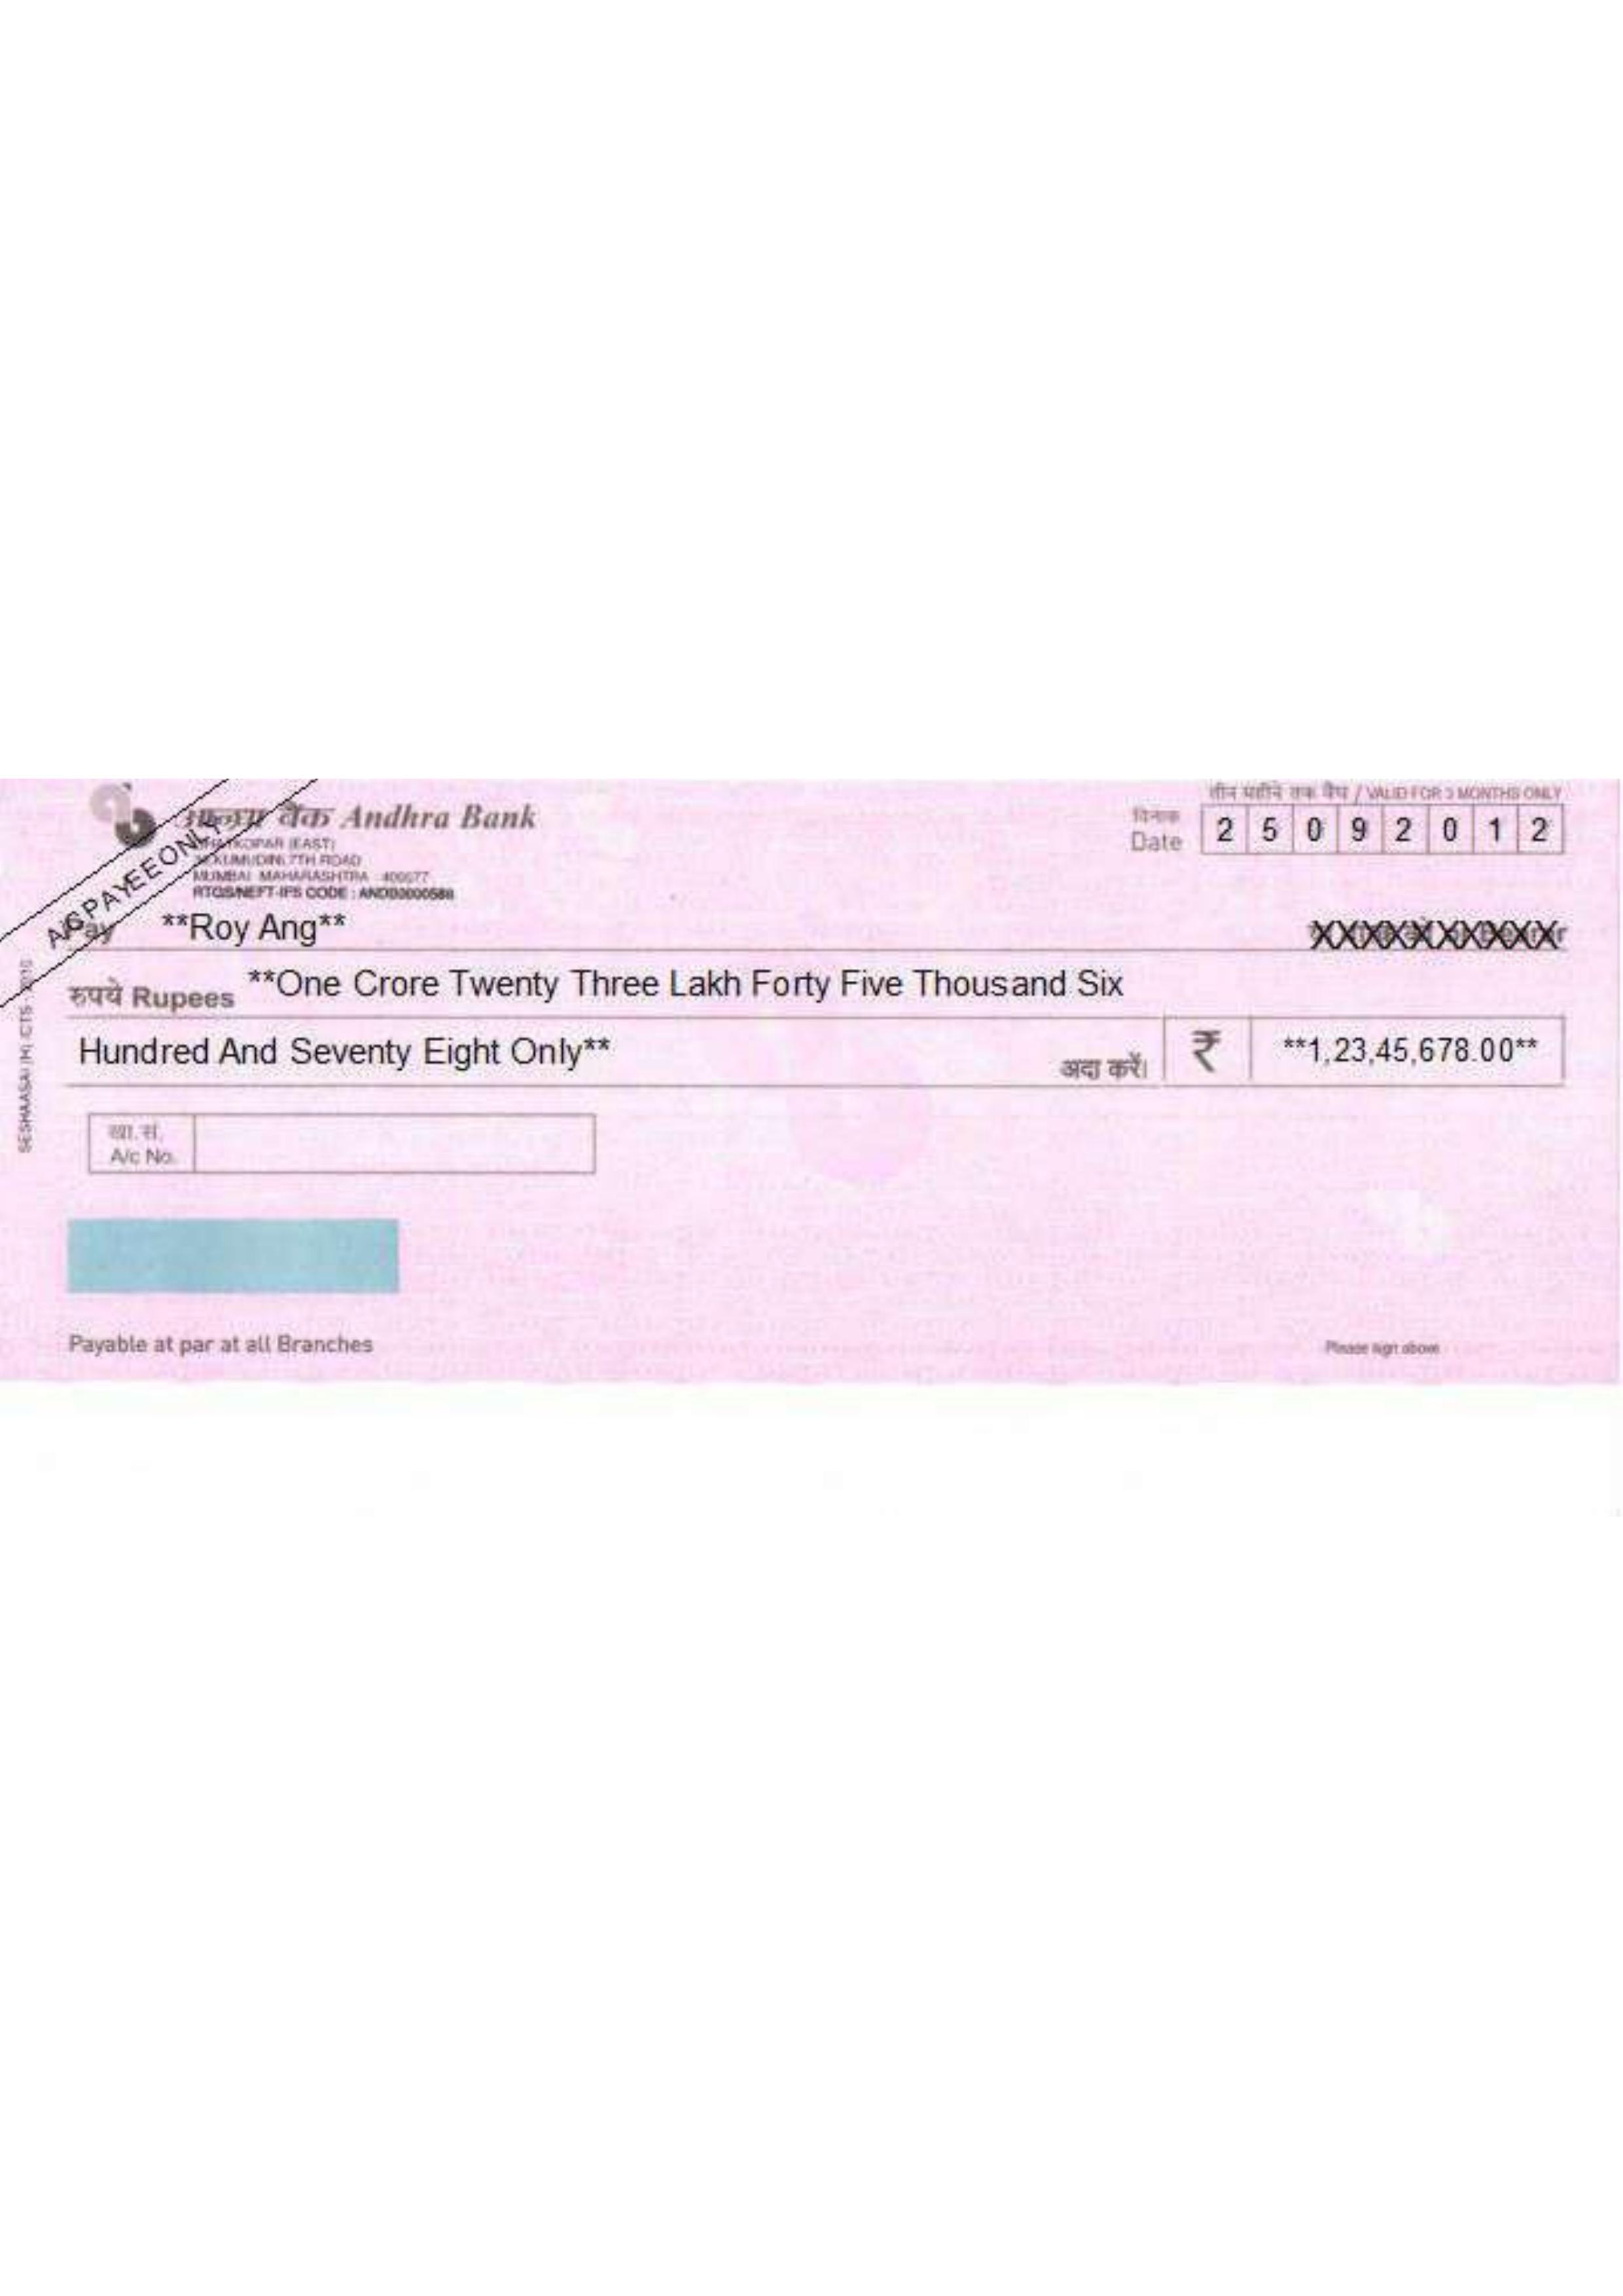 तीन महीने तक वैध / VALID FOR 3 MONTHS ONLY
आन्ध्रा बैंक Andhra Bank
दिनांक
Date 2 5 0 9 2 0 1 2
GHATKOPAR (EAST)
7TH ROAD
MUMBAI MAHARASHTRA 400077
RTGS/NEFT-IFS CODE : ANDB0000588
A/C PAYEE ONLY
Pay **Roy Ang**
रुपये Rupees **One Crore Twenty Three Lakh Forty Five Thousand Six
Hundred And Seventy Eight Only** अदा करें। ₹ **1,23,45,678.00**
खा. सं.
A/c No.
SESHAASAI (M) /CTS - 2010
Payable at par at all Branches
Please sign above